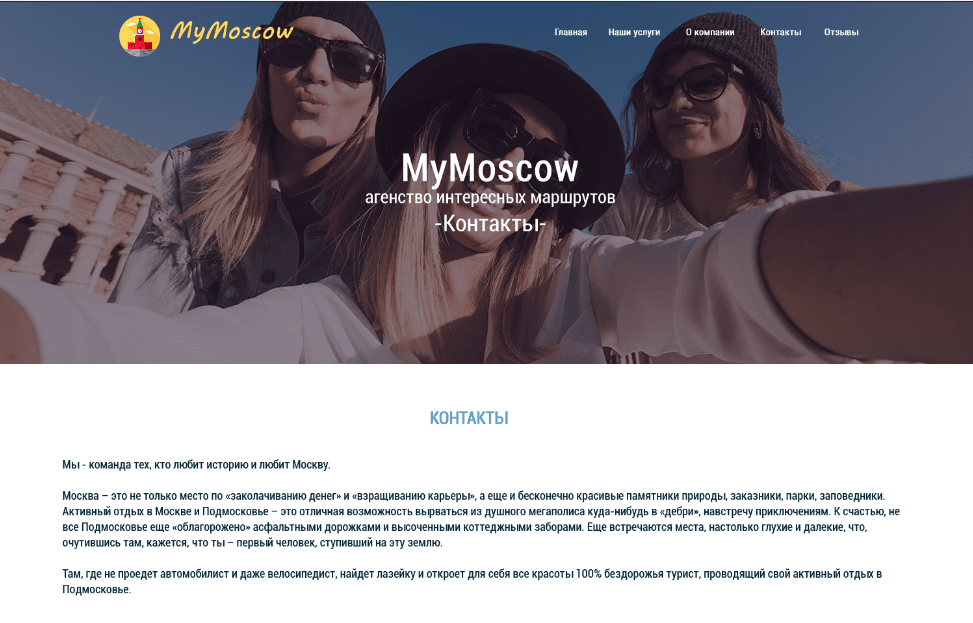 MyMoscow
Главная Наши услуги О компании Контакты Отзывы
MyMoscow
агенство интересных маршрутов
-Контакты-
КОНТАКТЫ
Мы - команда тех, кто любит историю и любит Москву.
Москва – это не только место по «заколачиванию денег» и «взращиванию карьеры», а еще и бесконечно красивые памятники природы, заказники, парки, заповедники.
Активный отдых в Москве и Подмосковье – это отличная возможность вырваться из душного мегаполиса куда-нибудь в «дебри», навстречу приключениям. К счастью, не
все Подмосковье еще «облагорожено» асфальтными дорожками и высоченными коттеджными заборами. Еще встречаются места, настолько глухие и далекие, что,
очутившись там, кажется, что ты – первый человек, ступивший на эту землю.
Там, где не проедет автомобилист и даже велосипедист, найдет лазейку и откроет для себя все красоты 100% бездорожья турист, проводящий свой активный отдых в
Подмосковье.